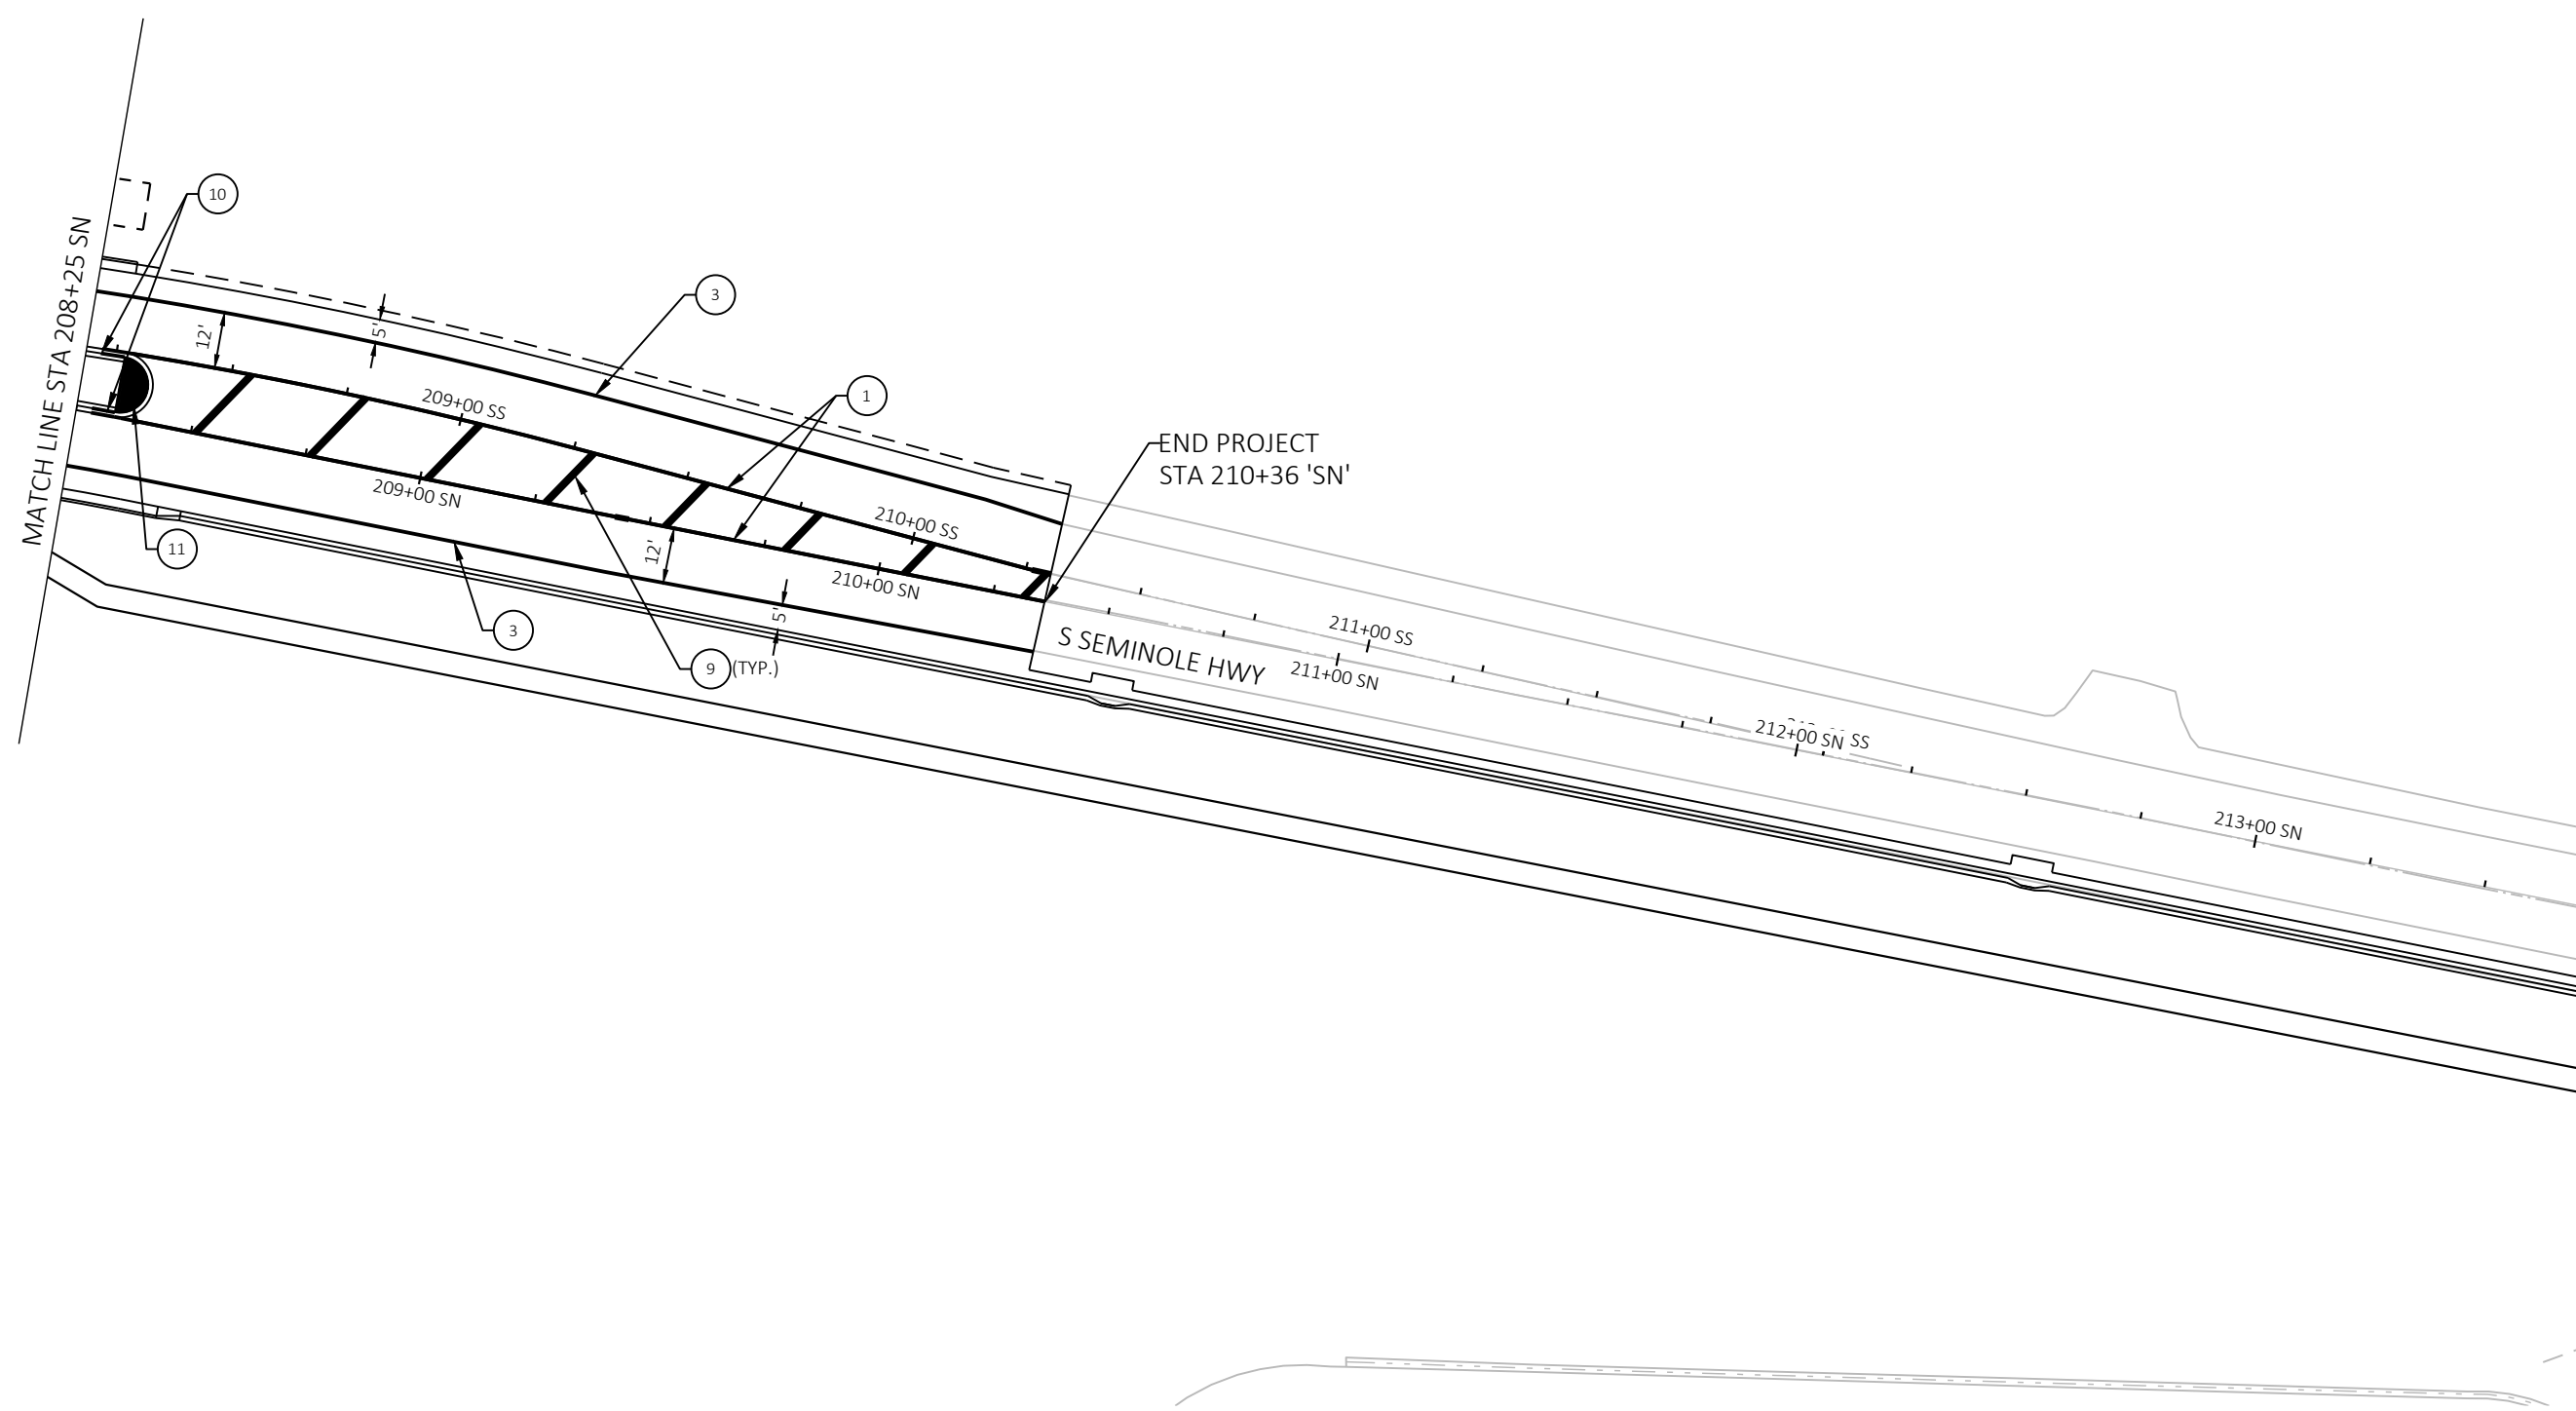 MATCH LINE STA 208+25 SN
10
3
12'
5'
1
209+00 SS
209+00 SN
END PROJECT
STA 210+36 'SN'
210+00 SS
210+00 SN
12'
5'
11
3
9 (TYP.)
S SEMINOLE HWY
211+00 SS
211+00 SN
212+00 SN
SS
213+00 SN